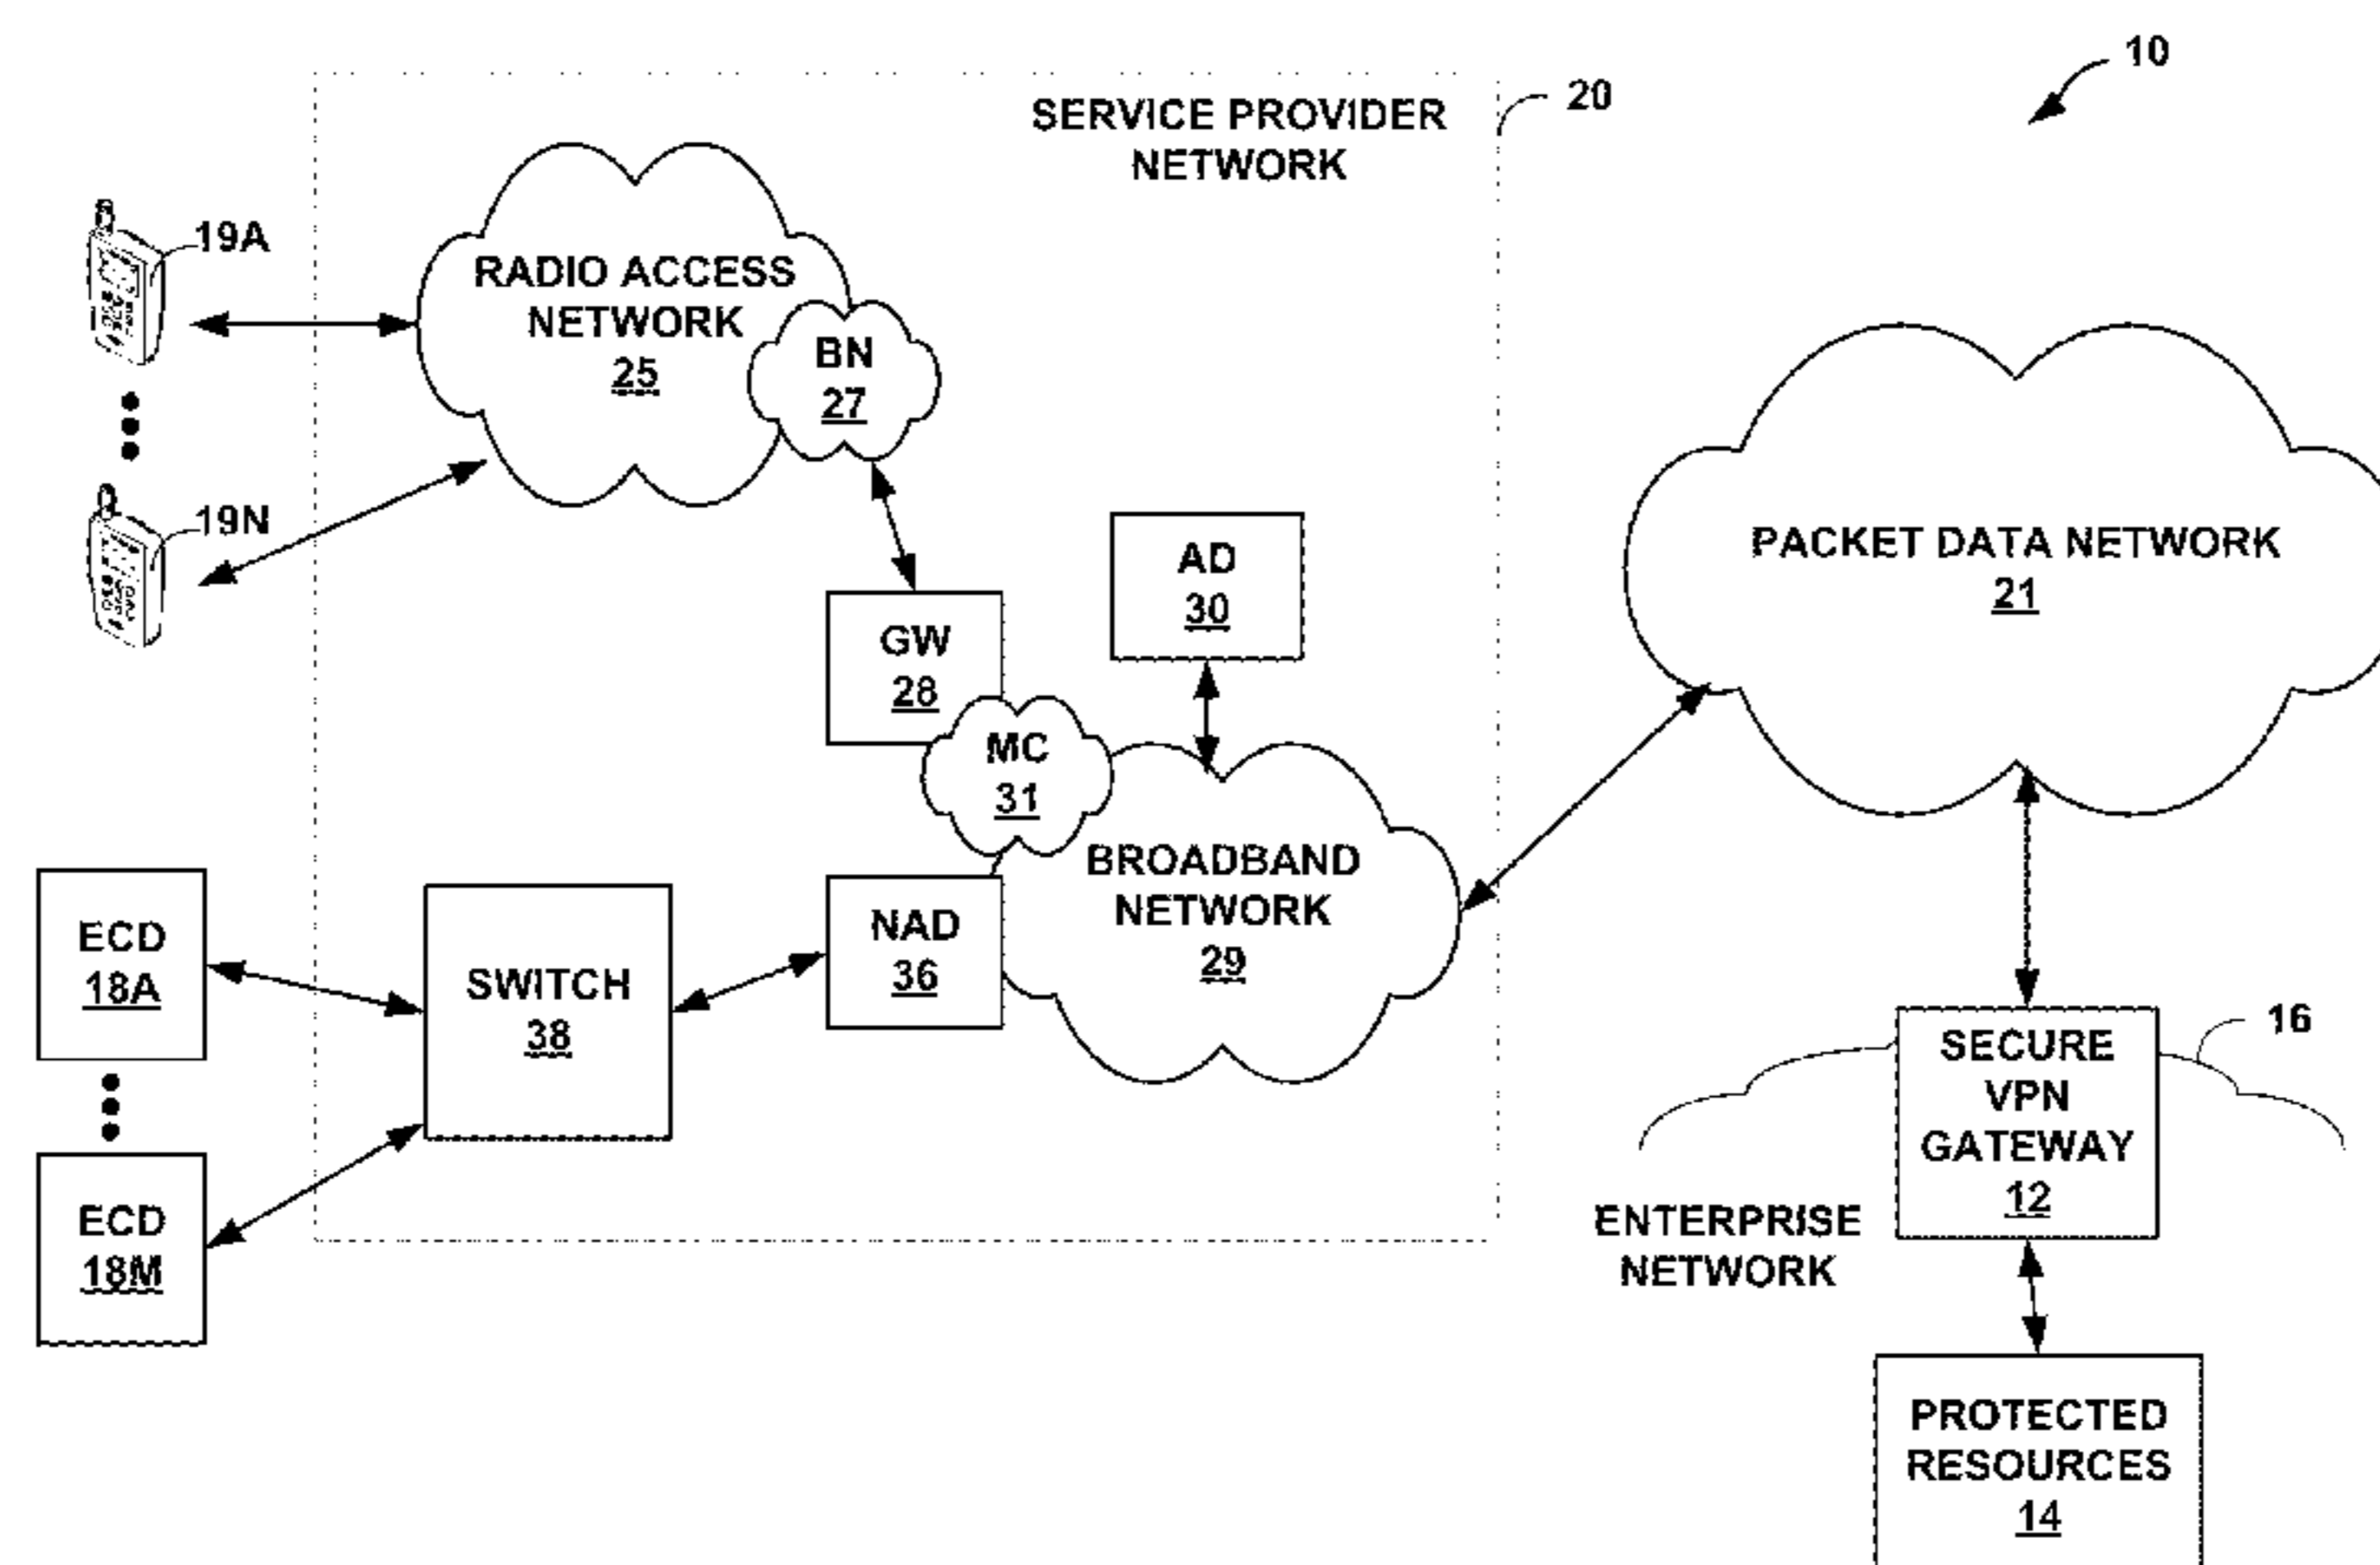 10
20
SERVICE PROVIDER
NETWORK
19A
RADIO ACCESS
NETWORK
25
BN
27
19N
AD
30
PACKET DATA NETWORK
21
GW
28
MC
31
BROADBAND
NETWORK
29
ECD
18A
SWITCH
38
NAD
36
16
SECURE
VPN
GATEWAY
12
ECD
18M
ENTERPRISE
NETWORK
PROTECTED
RESOURCES
14